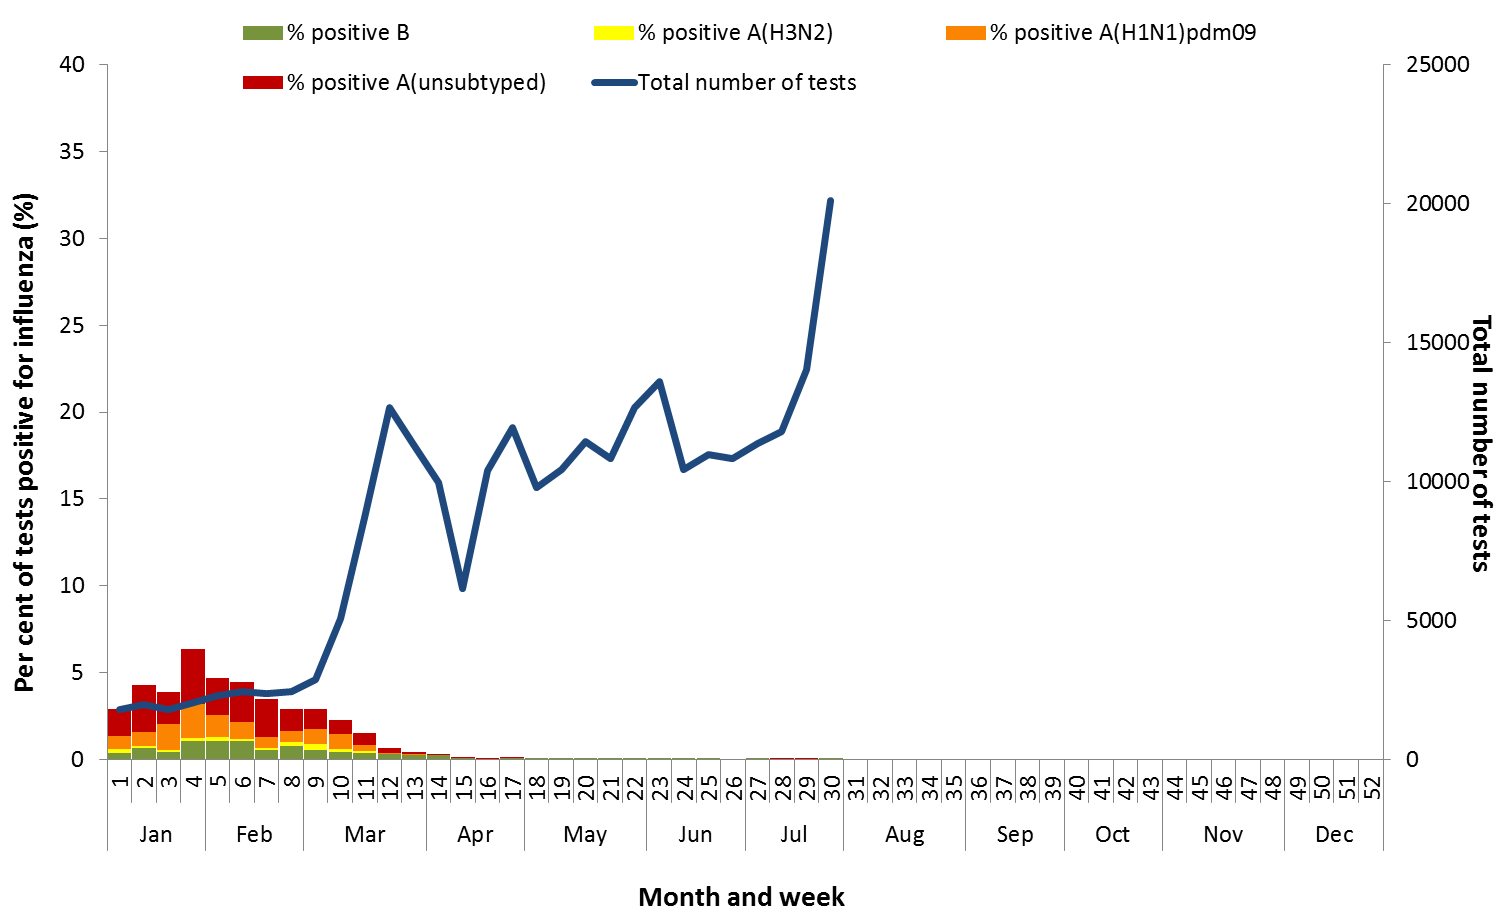 % positive B
% positive A(H3N2)
% positive A(H1N1)pdm09
% positive A(unsubtyped)
Total number of tests
Per cent of tests positive for influenza (%)
40
35
30
25
20
15
10
5
0
Total number of tests
25000
20000
15000
10000
5000
0
1 2 3 4 5 6 7 8 9 10 11 12 13 14 15 16 17 18 19 20 21 22 23 24 25 26 27 28 29 30 31 32 33 34 35 36 37 38 39 40 41 42 43 44 45 46 47 48 49 50 51 52
Jan Feb Mar Apr May Jun Jul Aug Sep Oct Nov Dec
Month and week